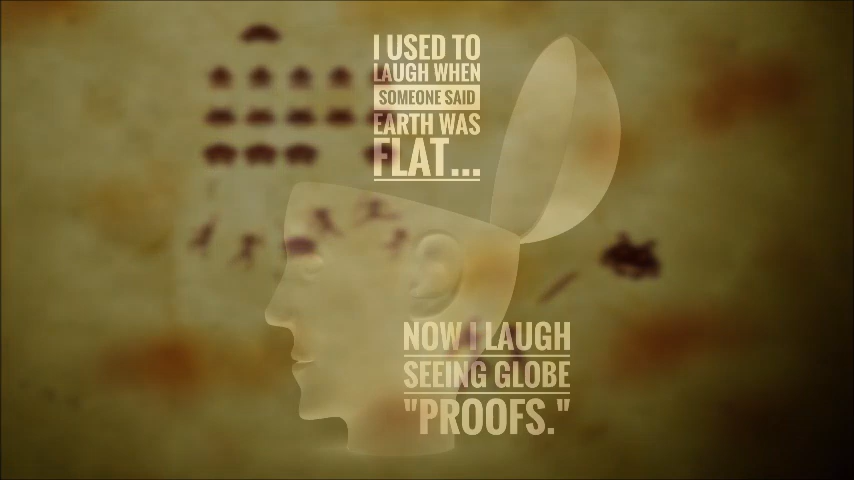 I USED TO
LAUGH WHEN
SOMEONE SAID
EARTH WAS
FLAT...
NOW I LAUGH
SEEING GLOBE
"PROOFS."